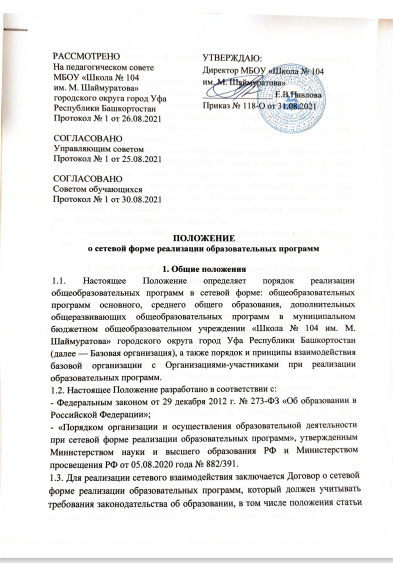 РАССМОТРЕНО
На педагогическом совете
МБОУ «Школа № 104
им. М. Шаймуратова»
городского округа город Уфа
Республики Башкортостан
Протокол № 1 от 26.08.2021
УТВЕРЖДАЮ:
Директор МБОУ «Школа № 104
им. М. Шаймуратова»
Е.В.Павлова
Приказ № 118-О от 31.08.2021
СОГЛАСОВАНО
Управляющим советом
Протокол № 1 от 25.08.2021
СОГЛАСОВАНО
Советом обучающихся
Протокол № 1 от 30.08.2021
ПОЛОЖЕНИЕ
о сетевой форме реализации образовательных программ
1. Общие положения
1.1. Настоящее Положение определяет порядок реализации
общеобразовательных программ в сетевой форме: общеобразовательных
программ основного, среднего общего образования, дополнительных
общеразвивающих общеобразовательных программ в муниципальном
бюджетном общеобразовательном учреждении «Школа № 104 им. М.
Шаймуратова» городского округа город Уфа Республики Башкортостан
(далее — Базовая организация), а также порядок и принципы взаимодействия
базовой организации с Организациями-участниками при реализации
образовательных программ.
1.2. Настоящее Положение разработано в соответствии с:
- Федеральным законом от 29 декабря 2012 г. № 273-ФЗ «Об образовании в
Российской Федерации»;
- «Порядком организации и осуществления образовательной деятельности
при сетевой форме реализации образовательных программ», утвержденным
Министерством науки и высшего образования РФ и Министерством
просвещения РФ от 05.08.2020 года № 882/391.
1.3. Для реализации сетевого взаимодействия заключается Договор о сетевой
форме реализации образовательных программ, который должен учитывать
требования законодательства об образовании, в том числе положения статьи